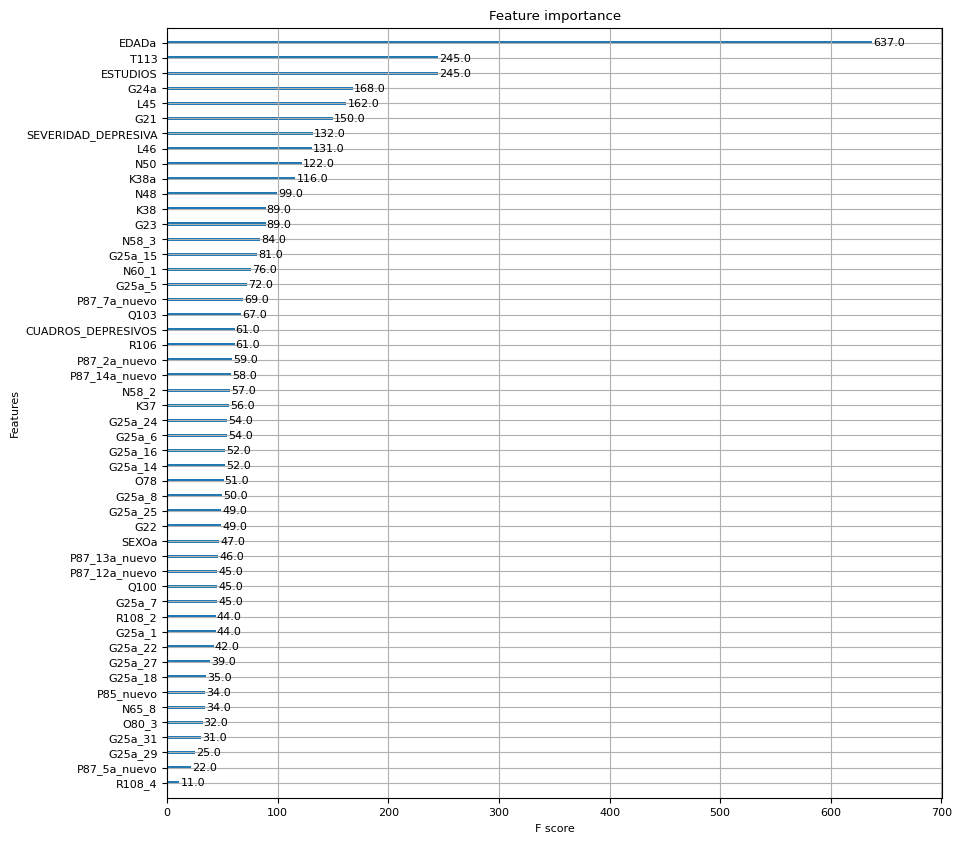 Feature importance
EDADa 637.0
T113 245.0
ESTUDIOS 245.0
G24a 168.0
L45 162.0
G21 150.0
SEVERIDAD_DEPRESIVA 132.0
L46 131.0
N50 122.0
K38a 116.0
N48 99.0
K38 89.0
G23 89.0
N58_3 84.0
G25a_15 81.0
N60_1 76.0
G25a_5 72.0
P87_7a_nuevo 69.0
Q103 67.0
CUADROS_DEPRESIVOS 61.0
R106 61.0
P87_2a_nuevo 59.0
P87_14a_nuevo 58.0
N58_2 57.0
K37 56.0
G25a_24 54.0
G25a_6 54.0
G25a_16 52.0
G25a_14 52.0
O78 51.0
G25a_8 50.0
G25a_25 49.0
G22 49.0
SEXOa 47.0
P87_13a_nuevo 46.0
P87_12a_nuevo 45.0
Q100 45.0
G25a_7 45.0
R108_2 44.0
G25a_1 44.0
G25a_22 42.0
G25a_27 39.0
G25a_18 35.0
P85_nuevo 34.0
N65_8 34.0
O80_3 32.0
G25a_31 31.0
G25a_29 25.0
P87_5a_nuevo 22.0
R108_4 11.0
Features
0 100 200 300 400 500 600 700
F score